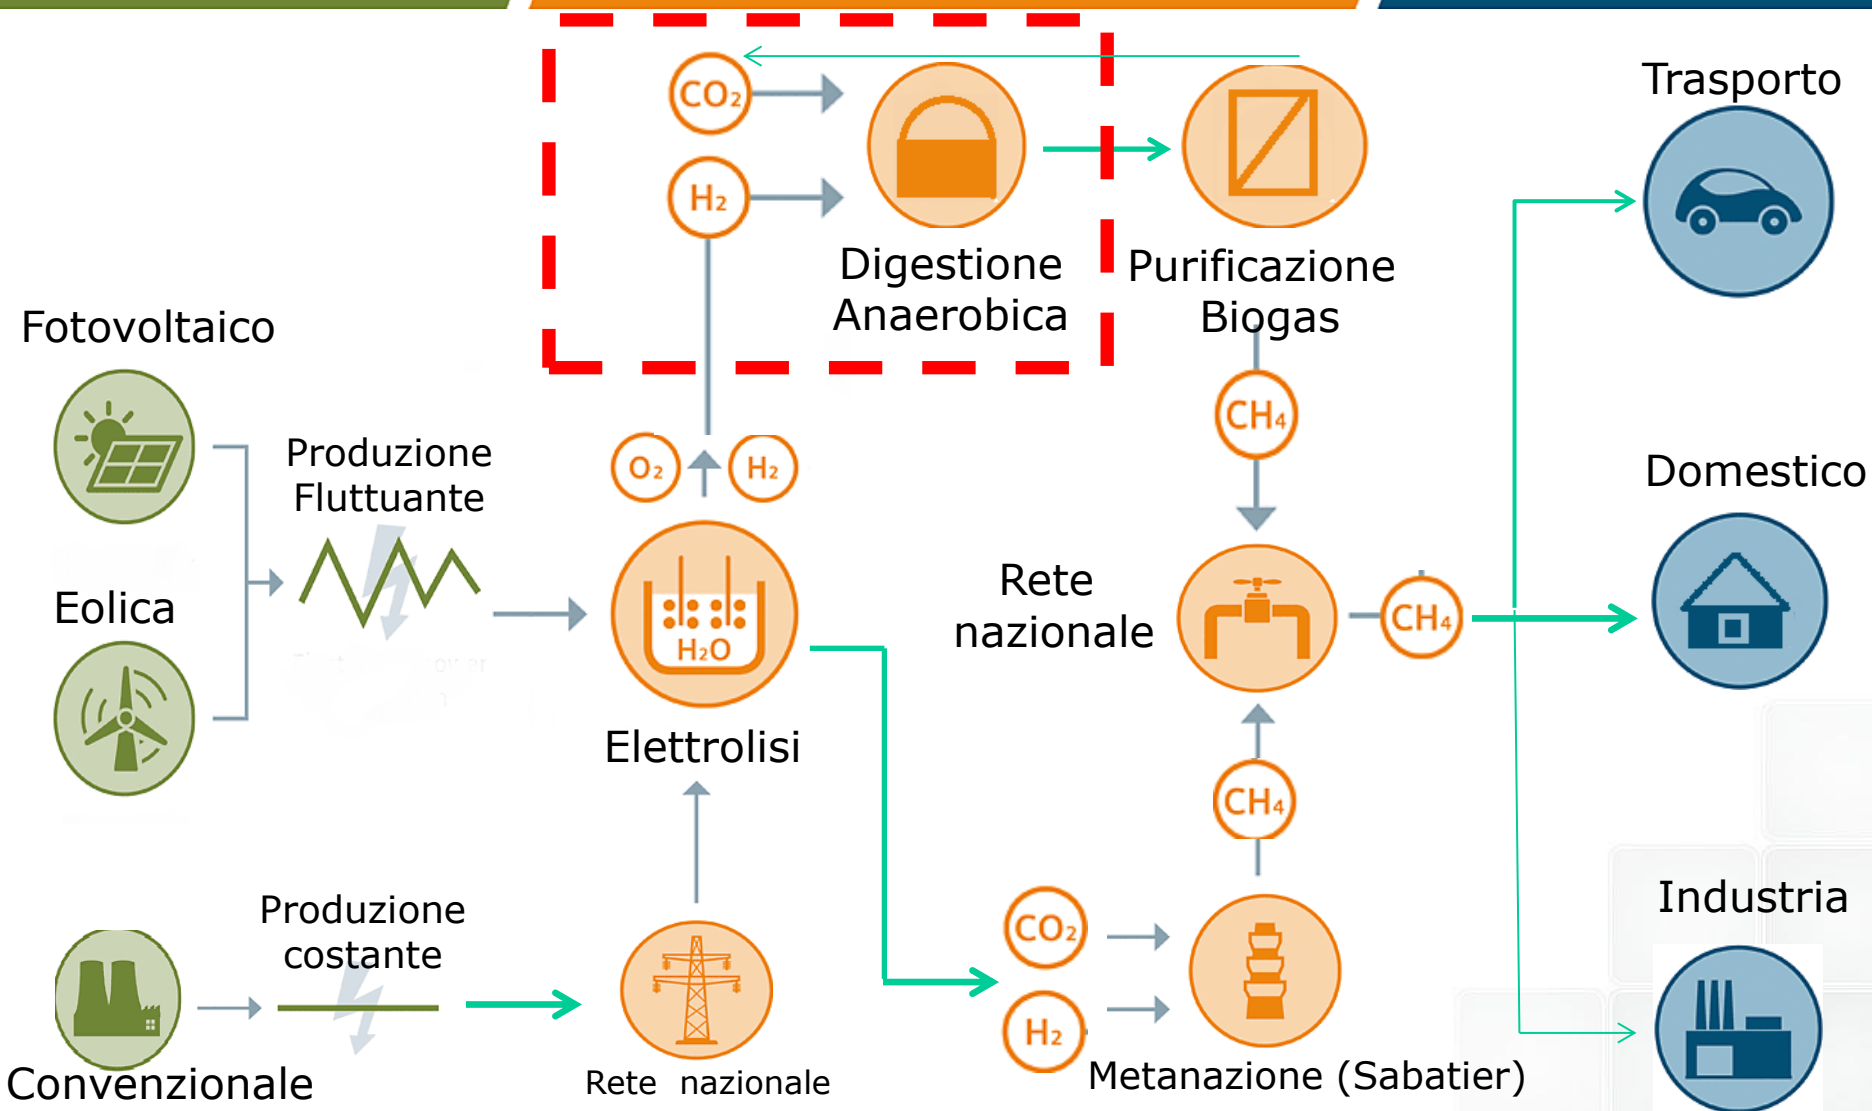 CO₂
H₂
Digestione
Anaerobica
Purificazione
Biogas
Trasporto
Fotovoltaico
Produzione
Fluttuante
Eolica
O₂
H₂
H₂O
Elettrolisi
CH₄
Rete
nazionale
CH₄
Domestico
CH₄
Produzione
costante
Convenzionale
Rete nazionale
CO₂
H₂
Metanazione (Sabatier)
Industria